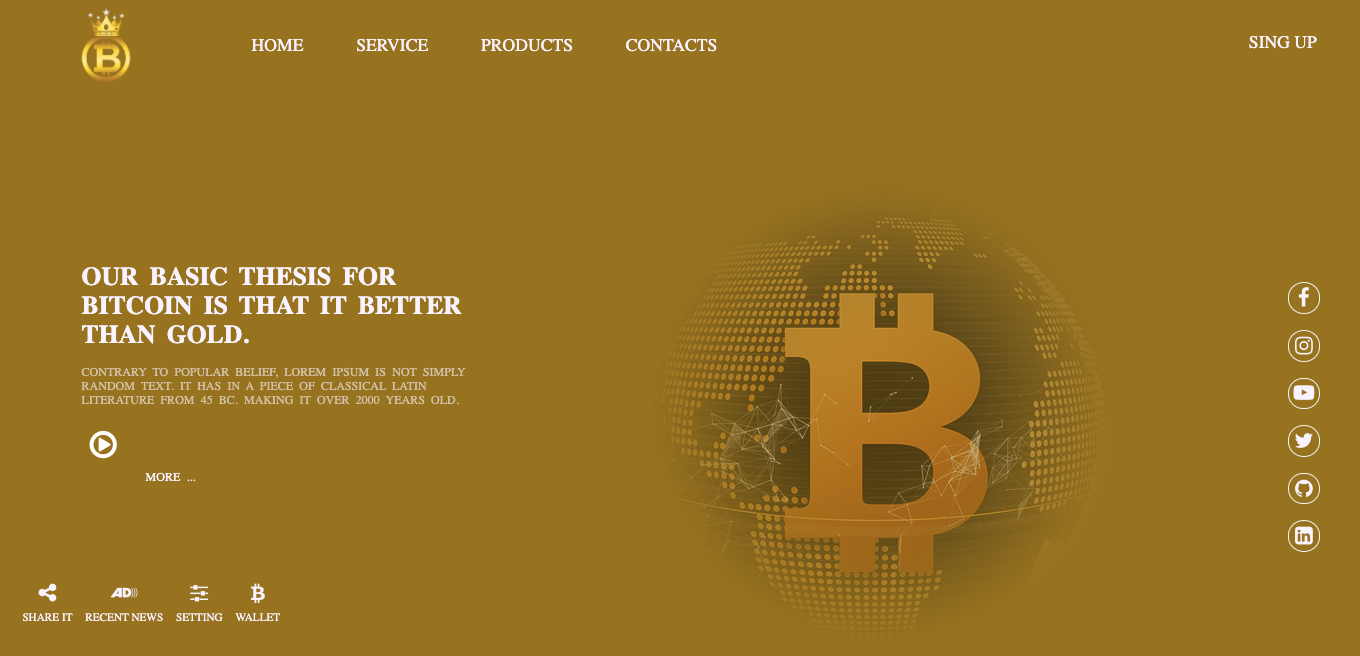 HOME SERVICE PRODUCTS CONTACTS SING UP
OUR BASIC THESIS FOR
BITCOIN IS THAT IT BETTER
THAN GOLD.
CONTRARY TO POPULAR BELIEF, LOREM IPSUM IS NOT SIMPLY
RANDOM TEXT. IT HAS IN A PIECE OF CLASSICAL LATIN
LITERATURE FROM 45 BC. MAKING IT OVER 2000 YEARS OLD.
MORE ...
SHARE IT RECENT NEWS SETTING WALLET